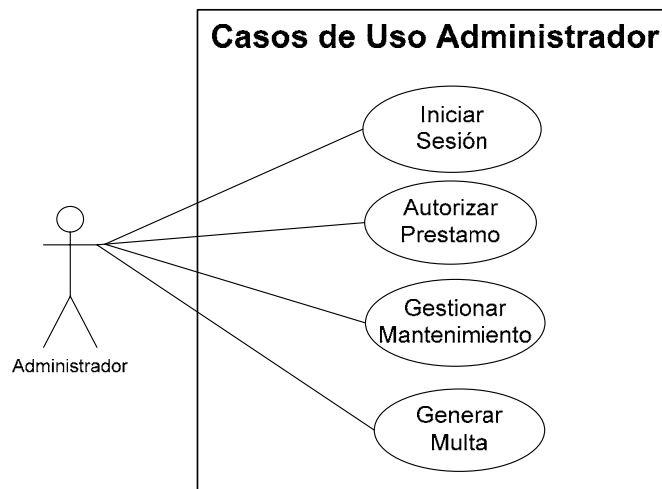 Casos de Uso Administrador
Iniciar
Sesión
Autorizar
Prestamo
Gestionar
Mantenimiento
Administrador
Generar
Multa